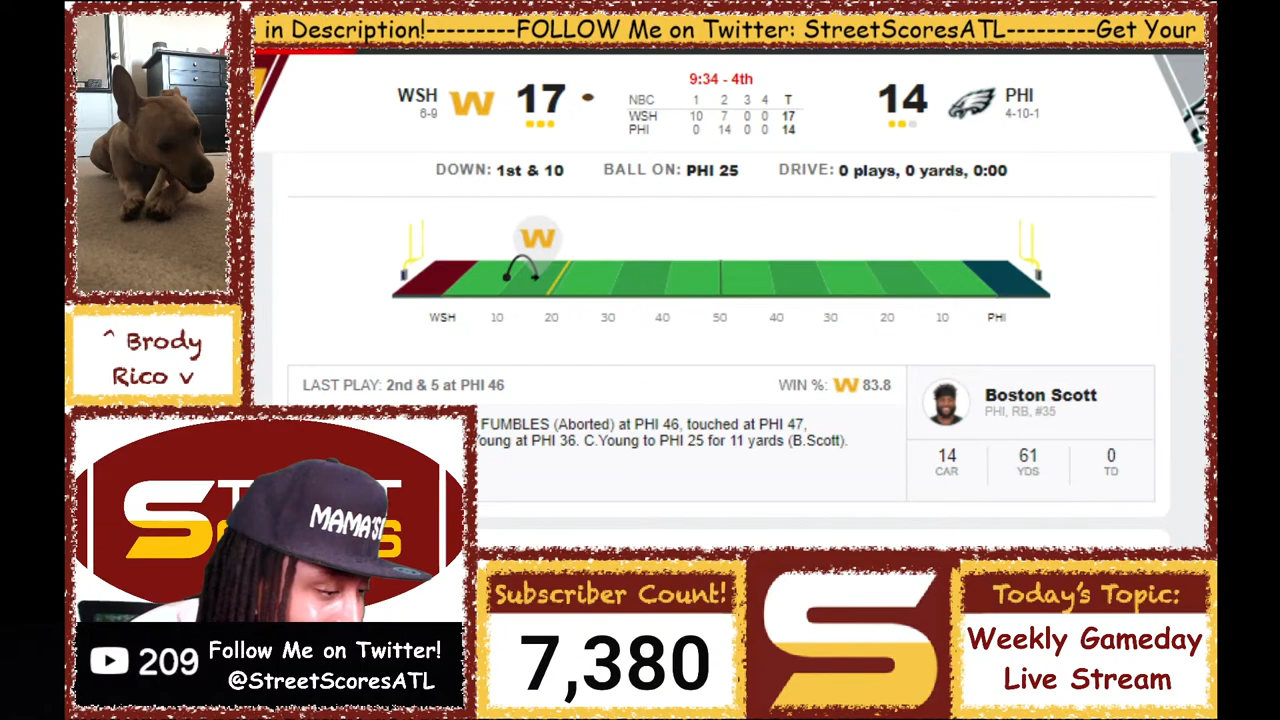 in Description!---------FOLLOW Me on Twitter: StreetScoresATL---------Get Your
WSH
6-9
W
17
9:34 - 4th
NBC 1 2 3 4 T
WSH 10 7 0 0 17
PHI 0 14 0 0 14
14
PHI
4-10-1
DOWN: 1st & 10 BALL ON: PHI 25 DRIVE: 0 plays, 0 yards, 0:00
W
WSH 10 20 30 40 50 40 30 20 10 PHI
LAST PLAY: 2nd & 5 at PHI 46
WIN %: W 83.8
FUMBLES (Aborted) at PHI 46, touched at PHI 47,
oung at PHI 36. C.Young to PHI 25 for 11 yards (B.Scott).
Boston Scott
PHI, RB, #35
14 61 0
CAR YDS TD
^ Brody
Rico v
MAMA'S
209
Follow Me on Twitter!
@StreetScoresATL
Subscriber Count!
7,380
S
Today's Topic:
Weekly Gameday
Live Stream